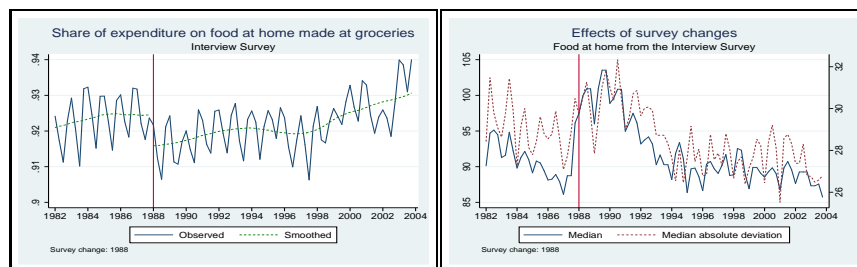 Share of expenditure on food at home made at groceries
Interview Survey
.94
.93
.92
.91
.9
1982 1984 1986 1988 1990 1992 1994 1996 1998 2000 2002 2004
Observed Smoothed
Survey change: 1988
Effects of survey changes
Food at home from the Interview Survey
105
100
95
90
85
32
30
28
26
1982 1984 1986 1988 1990 1992 1994 1996 1998 2000 2002 2004
Median Median absolute deviation
Survey change: 1988